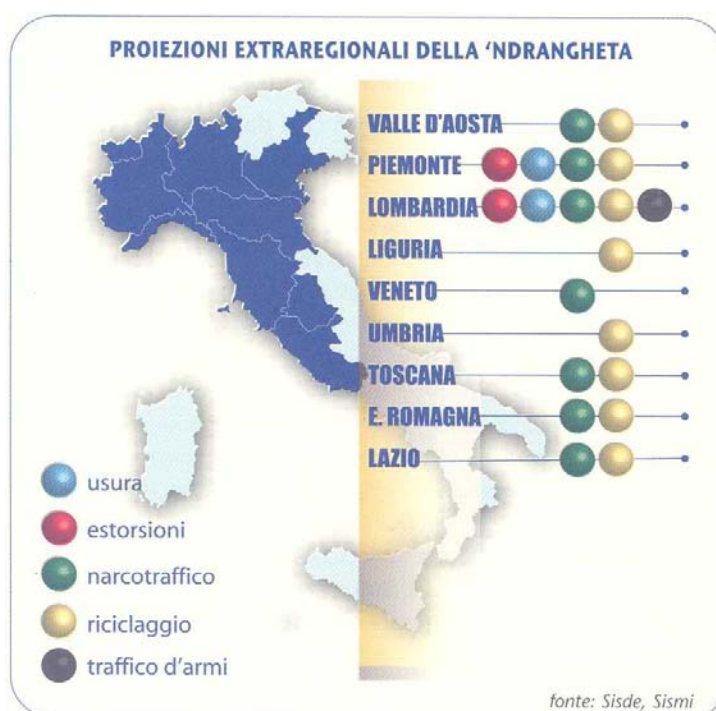 PROIEZIONI EXTRAREGIONALI DELLA 'NDRANGHETA
VALLE D'AOSTA
PIEMONTE
LOMBARDIA
LIGURIA
VENETO
UMBRIA
TOSCANA
E. ROMAGNA
LAZIO
usura
estorsioni
narcotraffico
riciclaggio
traffico d'armi
fonte: Sisde, Sismi